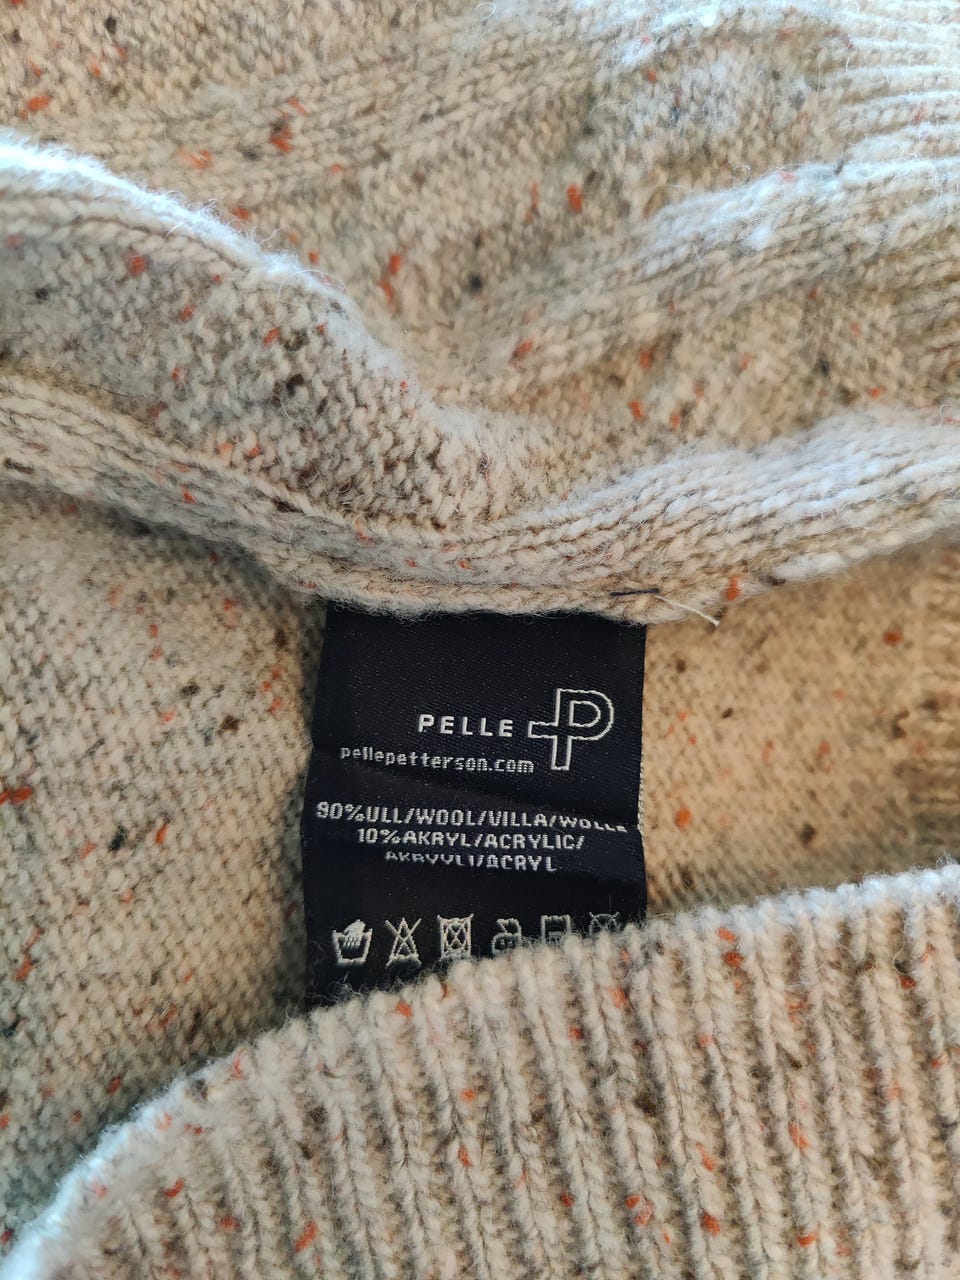 PELLE P
pellepetterson.com
90%ULL/WOOL/VILLA/WOLLE
10%AKRYL/ACRYLIC/
AKRYYLI/ACRYL